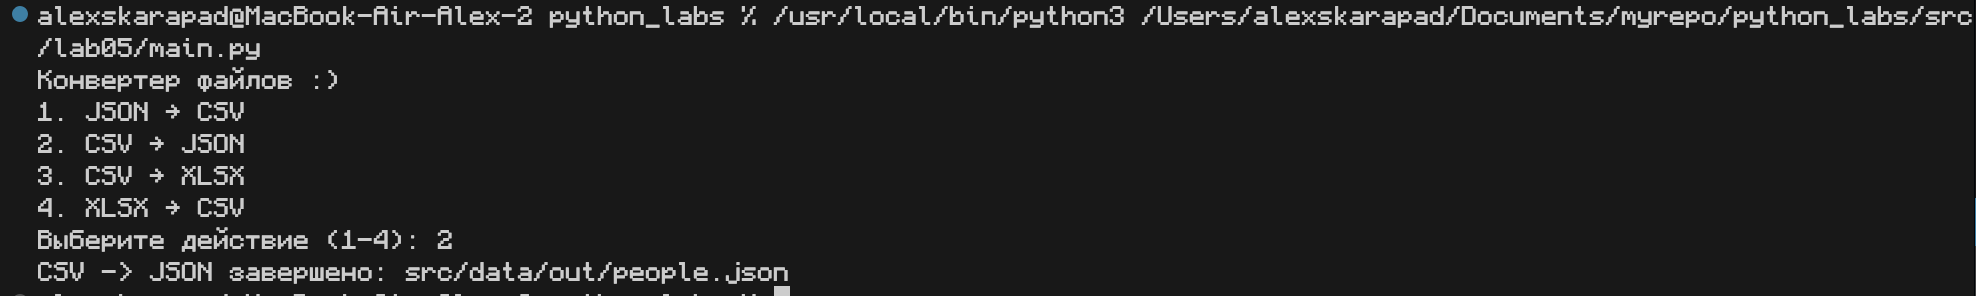 alexskarapad@MacBook-Air-Alex-2 python_labs % /usr/local/bin/python3 /Users/alexskarapad/Documents/myrepo/python_labs/src
/lab05/main.py
Конвертер файлов :)
1. JSON → CSV
2. CSV → JSON
3. CSV → XLSX
4. XLSX → CSV
Выберите действие (1-4): 2
CSV -> JSON завершено: src/data/out/people.json